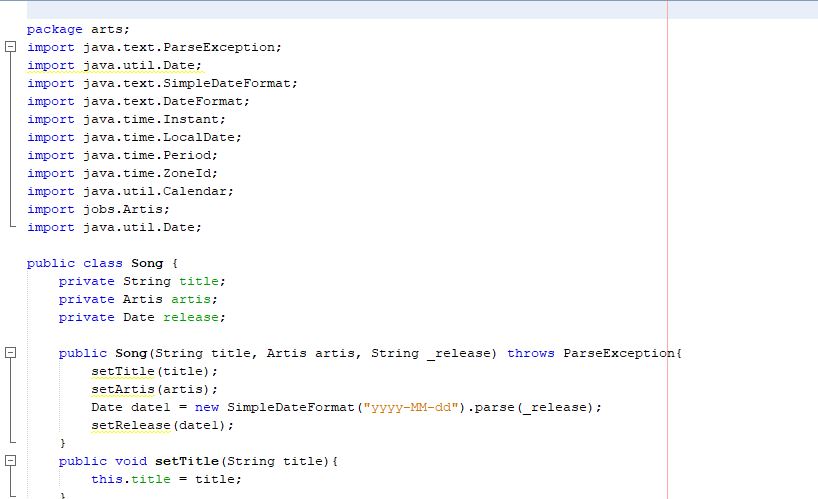 package arts;
import java.text.ParseException;
import java.util.Date;
import java.text.SimpleDateFormat;
import java.text.DateFormat;
import java.time.Instant;
import java.time.LocalDate;
import java.time.Period;
import java.time.ZoneId;
import java.util.Calendar;
import jobs.Artis;
import java.util.Date;
public class Song {
private String title;
private Artis artis;
private Date release;
public Song(String title, Artis artis, String _release) throws ParseException{
setTitle(title);
setArtis(artis);
Date date1 = new SimpleDateFormat("yyyy-MM-dd").parse(_release);
setRelease(date1);
}
public void setTitle(String title){
this.title = title;
}